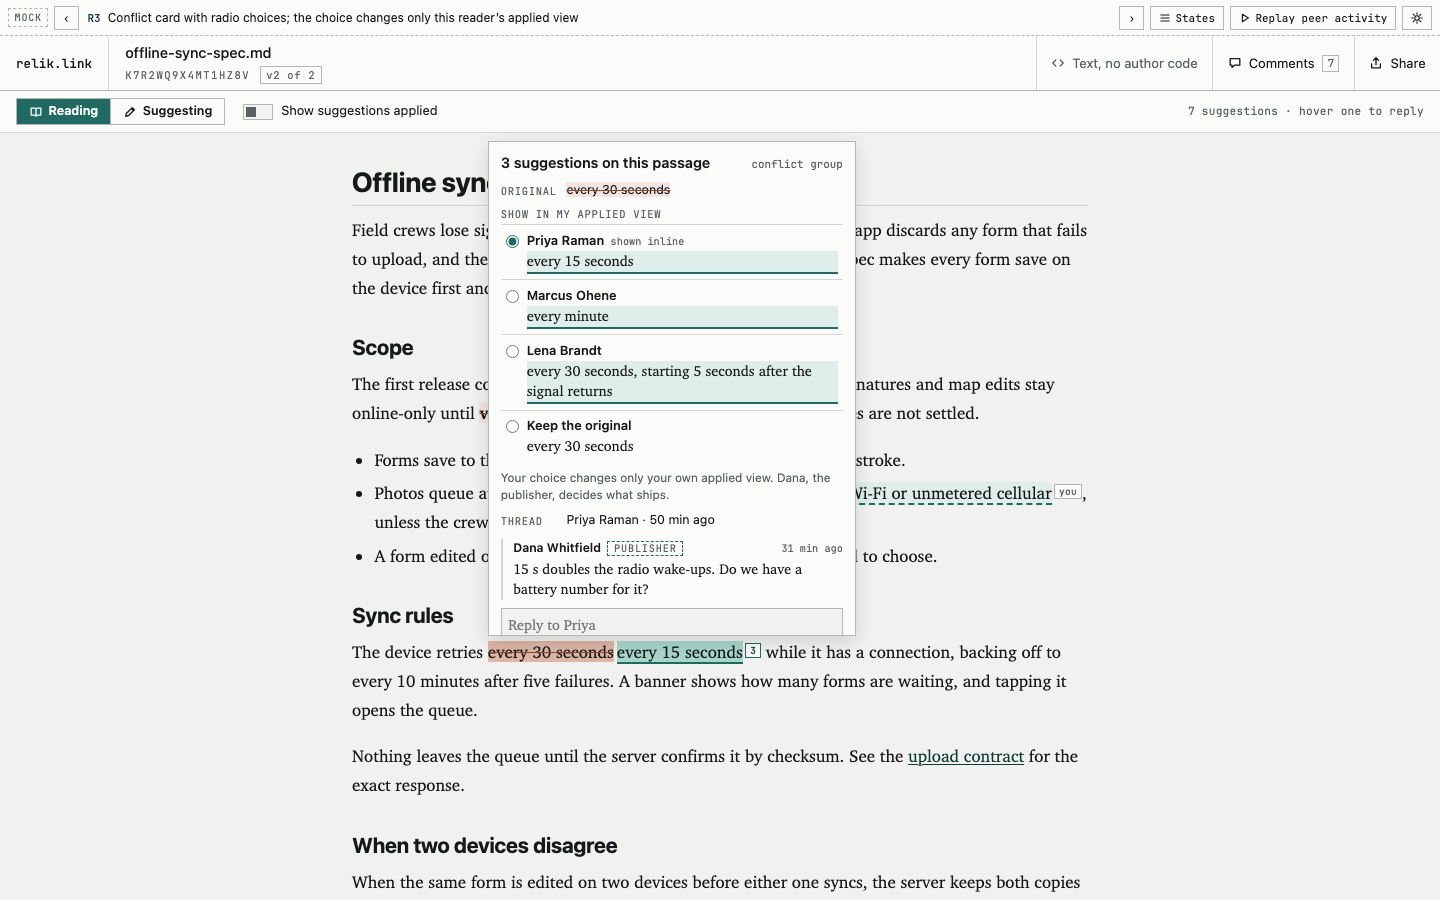 MOCK ‹ R3 Conflict card with radio choices; the choice changes only this reader's applied view › States Replay peer activity
relik.link
offline-sync-spec.md
K7R2WQ9X4MT1HZ8V v2 of 2
Text, no author code Comments 7 Share
Reading Suggesting Show suggestions applied 7 suggestions · hover one to reply
3 suggestions on this passage conflict group
ORIGINAL every 30 seconds
SHOW IN MY APPLIED VIEW
Priya Raman shown inline
every 15 seconds
Marcus Ohene
every minute
Lena Brandt
every 30 seconds, starting 5 seconds after the
signal returns
Keep the original
every 30 seconds
Your choice changes only your own applied view. Dana, the
publisher, decides what ships.
THREAD Priya Raman · 50 min ago
Dana Whitfield PUBLISHER 31 min ago
15 s doubles the radio wake-ups. Do we have a
battery number for it?
Reply to Priya
Offline
Field crews lose app discards any form that fails
to upload, and the makes every form save on
the device first
Scope
The first release and map edits stay
online-only until are not settled.
• Forms save to
• Photos queue Wi-Fi or unmetered cellular you,
unless the crew
• A form edited to choose.
Sync rules
The device retries every 30 seconds every 15 seconds 3 while it has a connection, backing off to
every 10 minutes after five failures. A banner shows how many forms are waiting, and tapping it
opens the queue.
Nothing leaves the queue until the server confirms it by checksum. See the upload contract for the
exact response.
When two devices disagree
When the same form is edited on two devices before either one syncs, the server keeps both copies